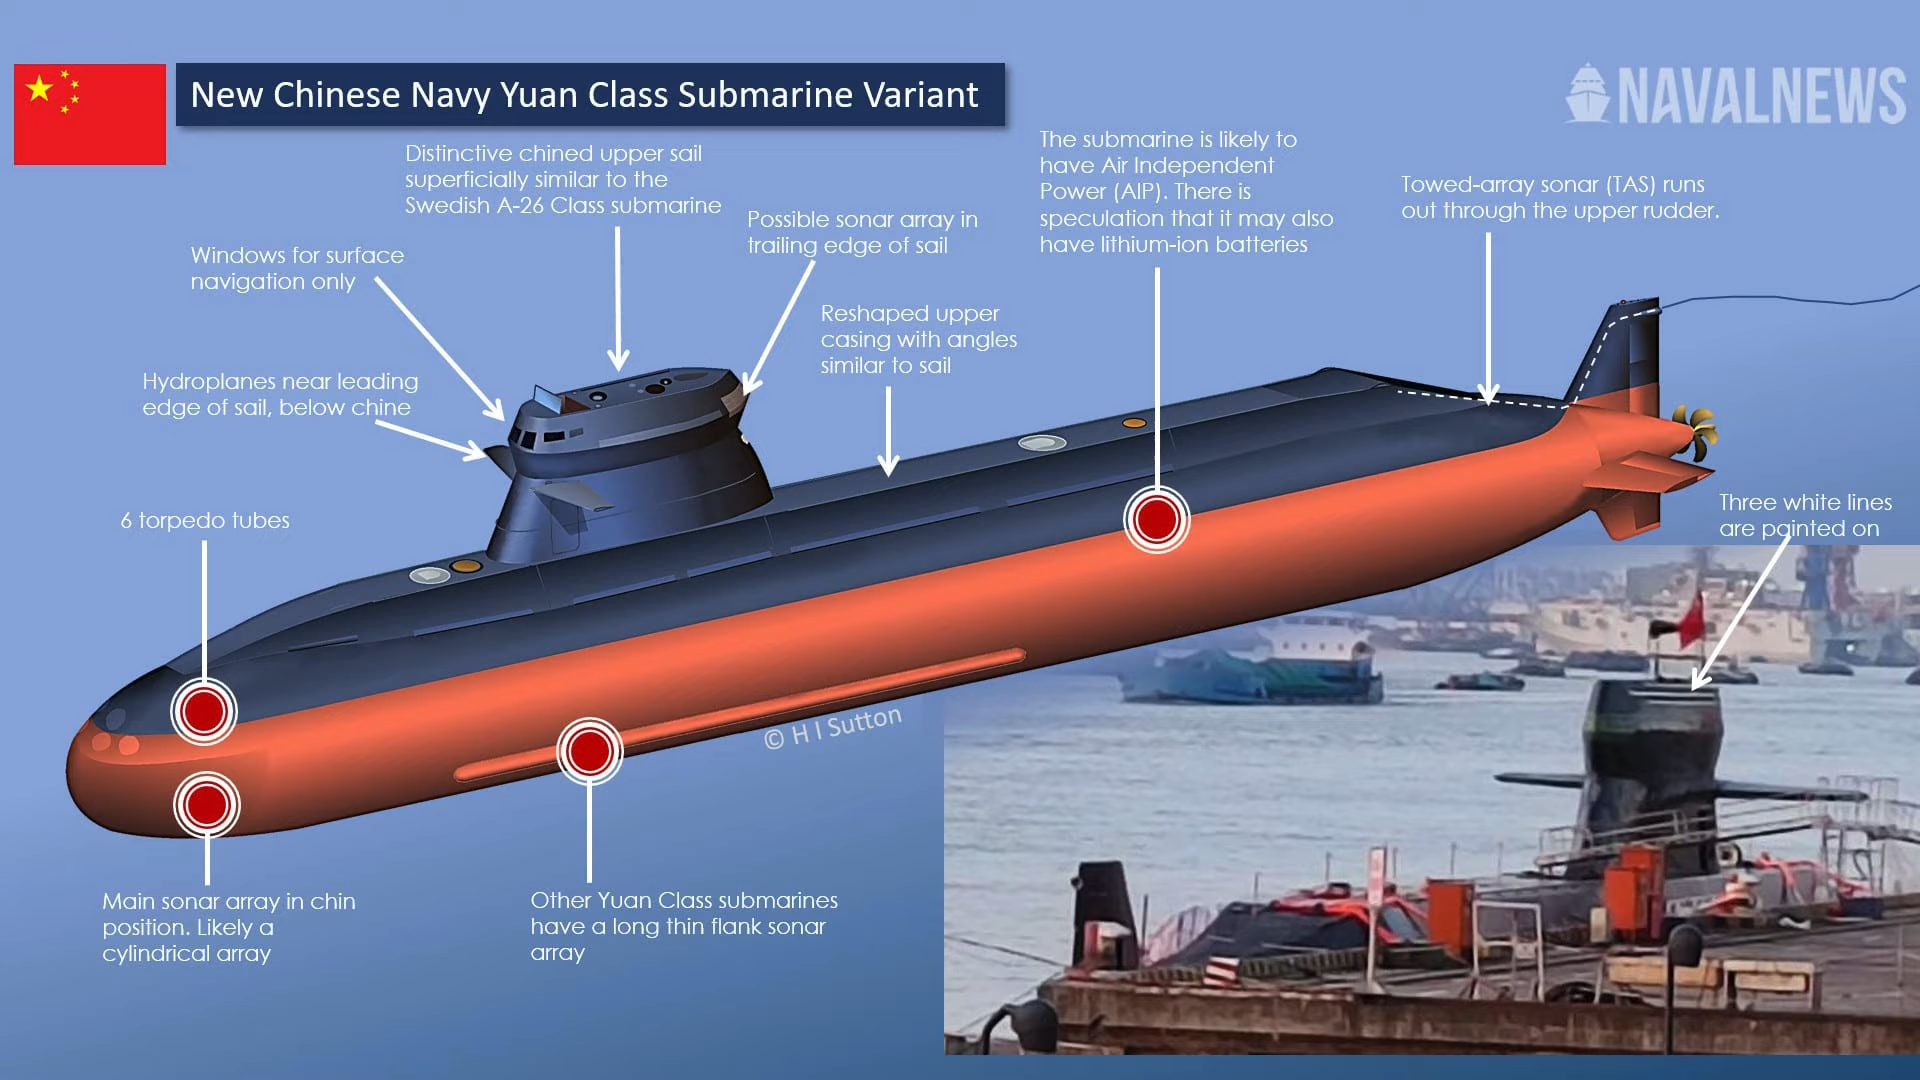 New Chinese Navy Yuan Class Submarine Variant
NAVALNEWS
Distinctive chined upper sail
superficially similar to the
Swedish A-26 Class submarine
The submarine is likely to
have Air Independent
Power (AIP). There is
speculation that it may also
have lithium-ion batteries
Towed-array sonar (TAS) runs
out through the upper rudder.
Possible sonar array in
trailing edge of sail
Windows for surface
navigation only
Reshaped upper
casing with angles
similar to sail
Hydroplanes near leading
edge of sail, below chine
6 torpedo tubes
Three white lines
are painted on
© H I Sutton
Main sonar array in chin
position. Likely a
cylindrical array
Other Yuan Class submarines
have a long thin flank sonar
array